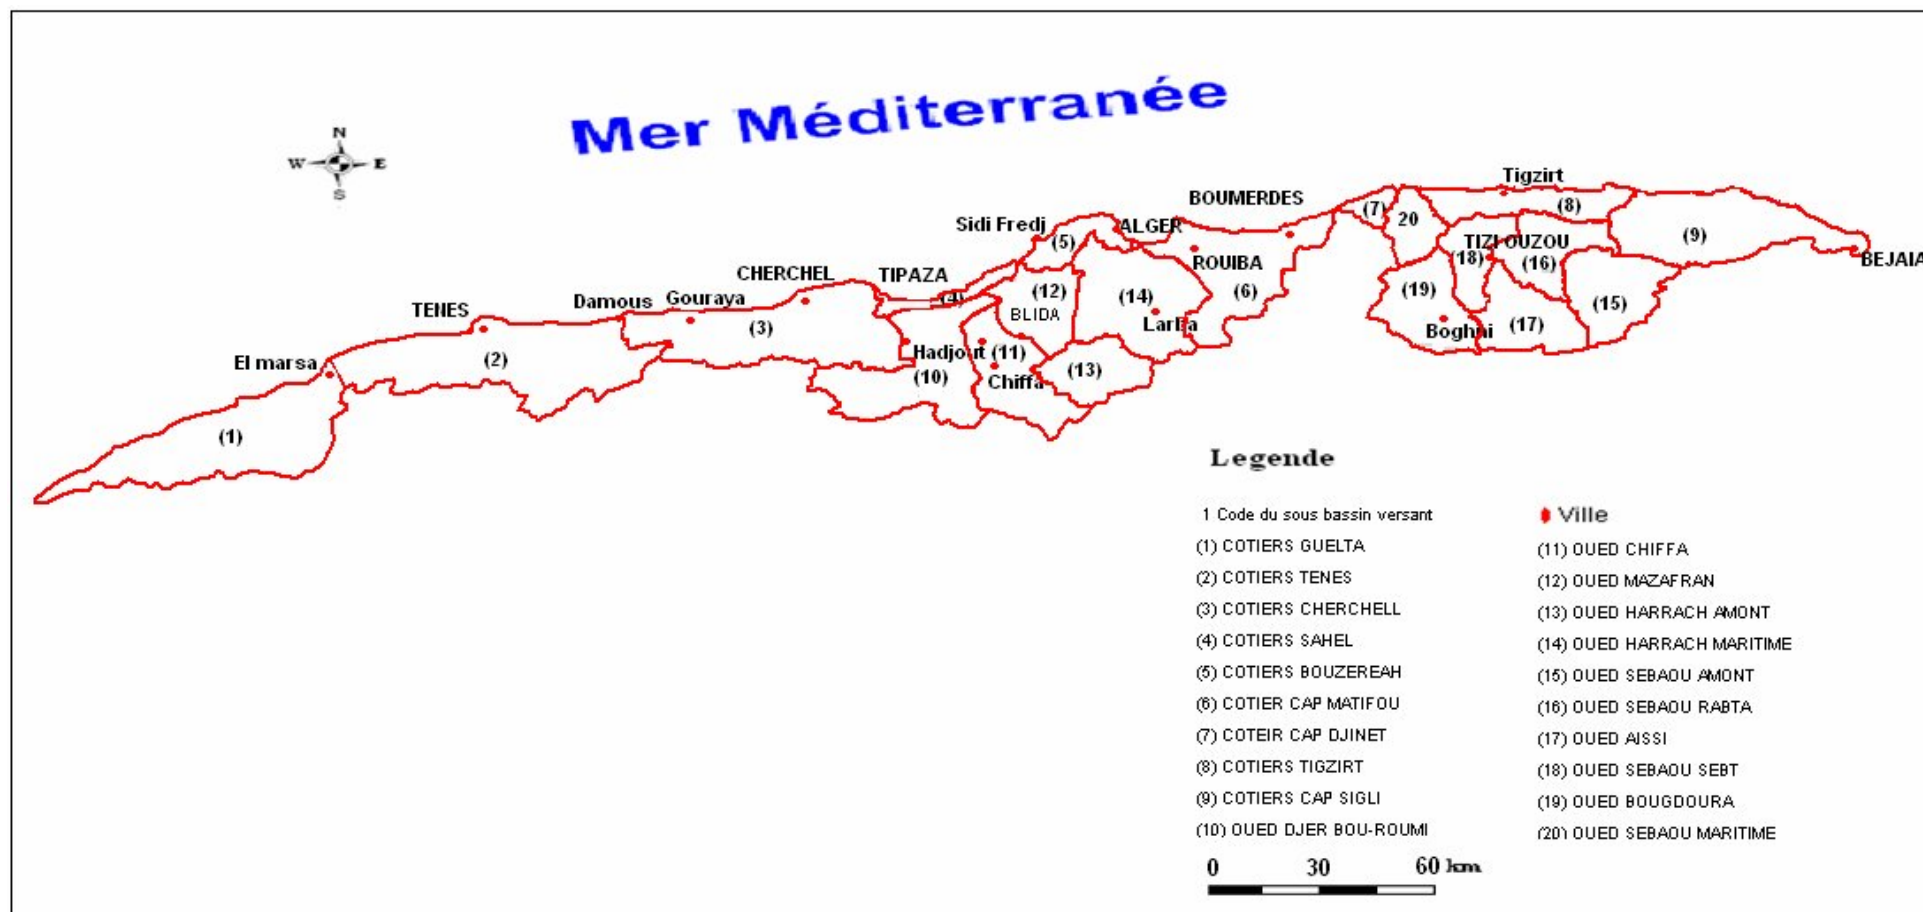 Mer Méditerranée
N
W E
S
Tigzirt
BOUMERDES
(7)
20
(8)
Sidi Fredj
ALGER
(5)
TIZI OUZOU
(9)
CHERCHEL
TIPAZA
ROUIBA
(18)
(16)
BEJAIA
Damous
Gouraya
(4)
(12)
(14)
(6)
(19)
(15)
TENES
(3)
BLIDA
Larba
Boghni
(17)
El marsa
(2)
Hadjout
(11)
(10)
Chiffa
(13)
(1)
Legende
1 Code du sous bassin versant
(1) COTIERS GUELTA
(2) COTIERS TENES
(3) COTIERS CHERCHELL
(4) COTIERS SAHEL
(5) COTIERS BOUZEREAH
(6) COTIER CAP MATIFOU
(7) COTEIR CAP DJINET
(8) COTIERS TIGZIRT
(9) COTIERS CAP SIGLI
(10) OUED DJER BOU-ROUMI
Ville
(11) OUED CHIFFA
(12) OUED MAZAFRAN
(13) OUED HARRACH AMONT
(14) OUED HARRACH MARITIME
(15) OUED SEBAOU AMONT
(16) OUED SEBAOU RABTA
(17) OUED AISSI
(18) OUED SEBAOU SEBT
(19) OUED BOUGDOURA
(20) OUED SEBAOU MARITIME
0 30 60 km